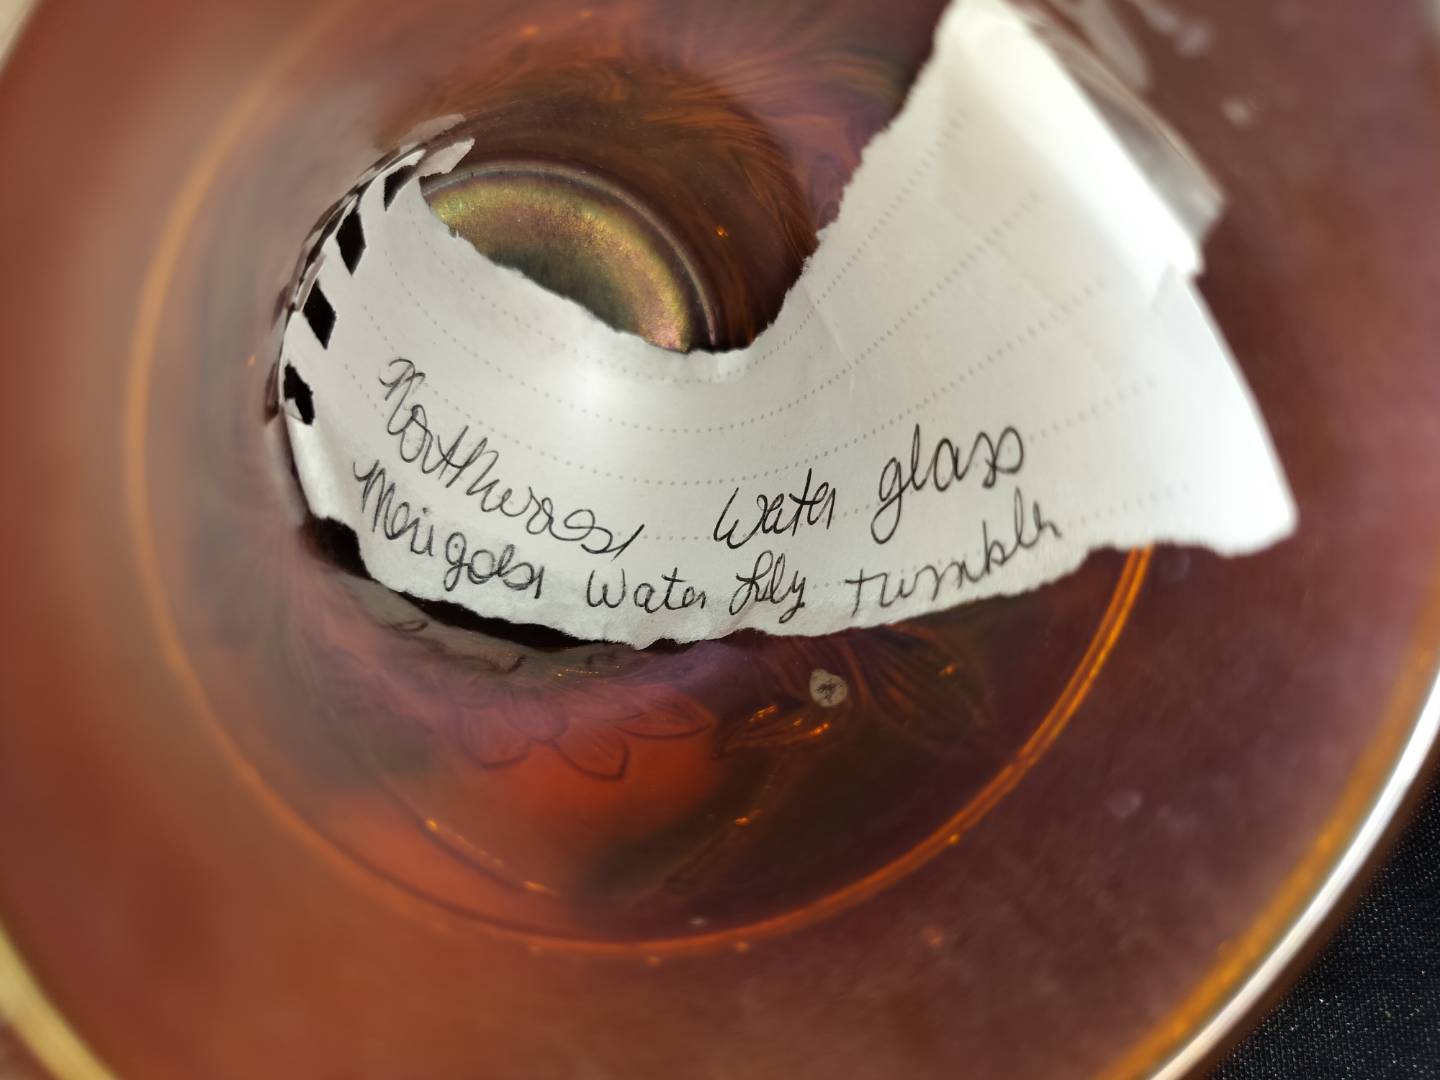 Northwood Water glass
Marigold Water Lily tumbler